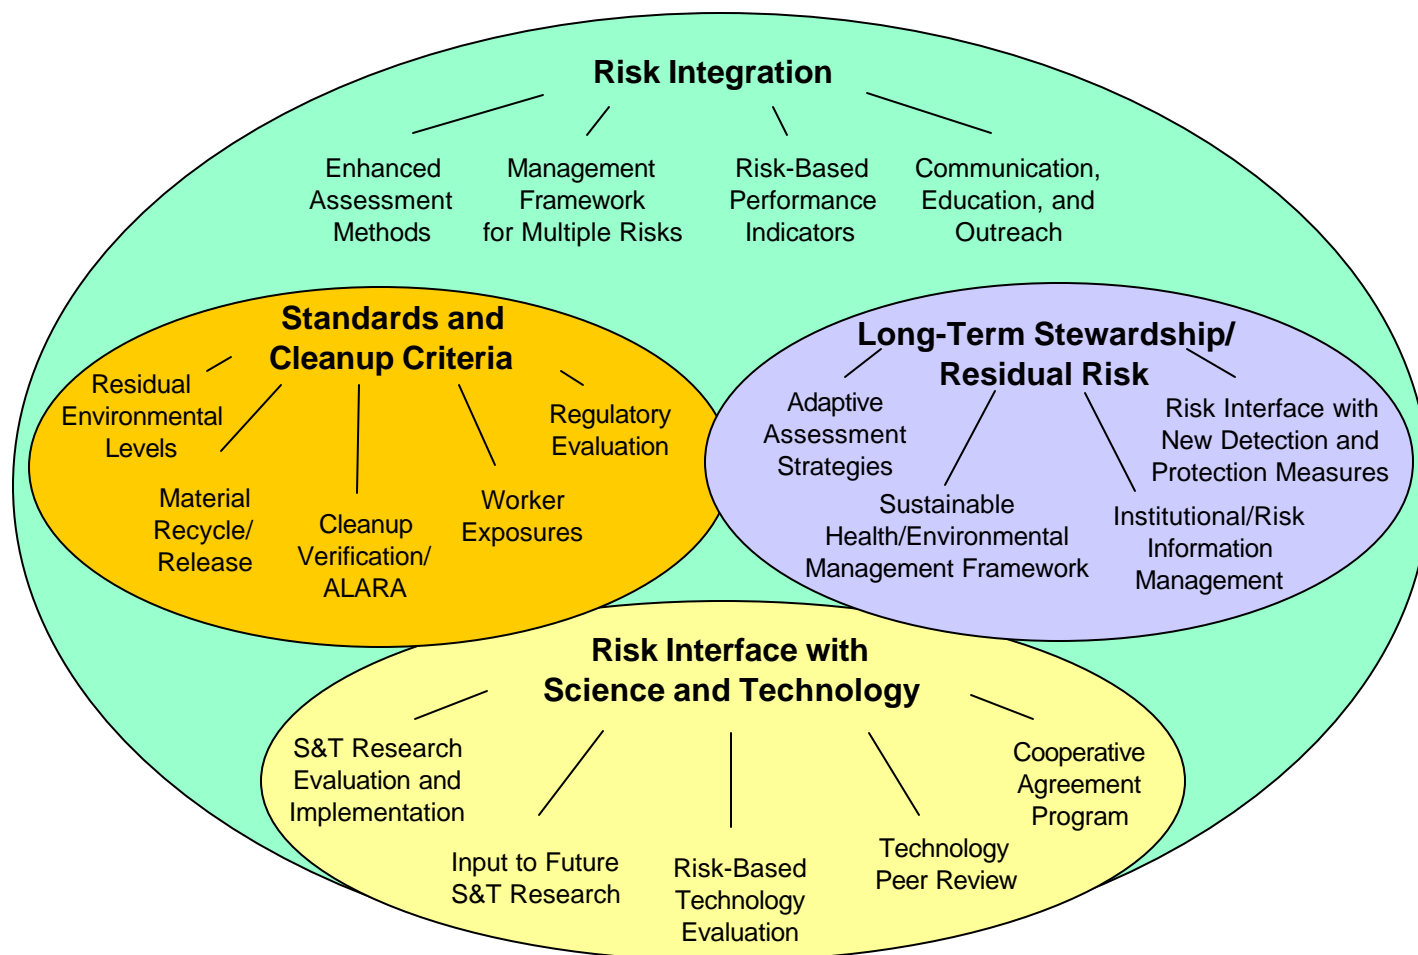 Risk Integration
Enhanced
Assessment
Methods
Management
Framework
for Multiple Risks
Risk-Based
Performance
Indicators
Communication,
Education, and
Outreach
Standards and
Cleanup Criteria
Residual
Environmental
Levels
Material
Recycle/
Release
Cleanup
Verification/
ALARA
Worker
Exposures
Regulatory
Evaluation
Long-Term Stewardship/
Residual Risk
Adaptive
Assessment
Strategies
Sustainable
Health/Environmental
Management Framework
Institutional/Risk
Information
Management
Risk Interface with
New Detection and
Protection Measures
Risk Interface with
Science and Technology
S&T Research
Evaluation and
Implementation
Input to Future
S&T Research
Risk-Based
Technology
Evaluation
Technology
Peer Review
Cooperative
Agreement
Program